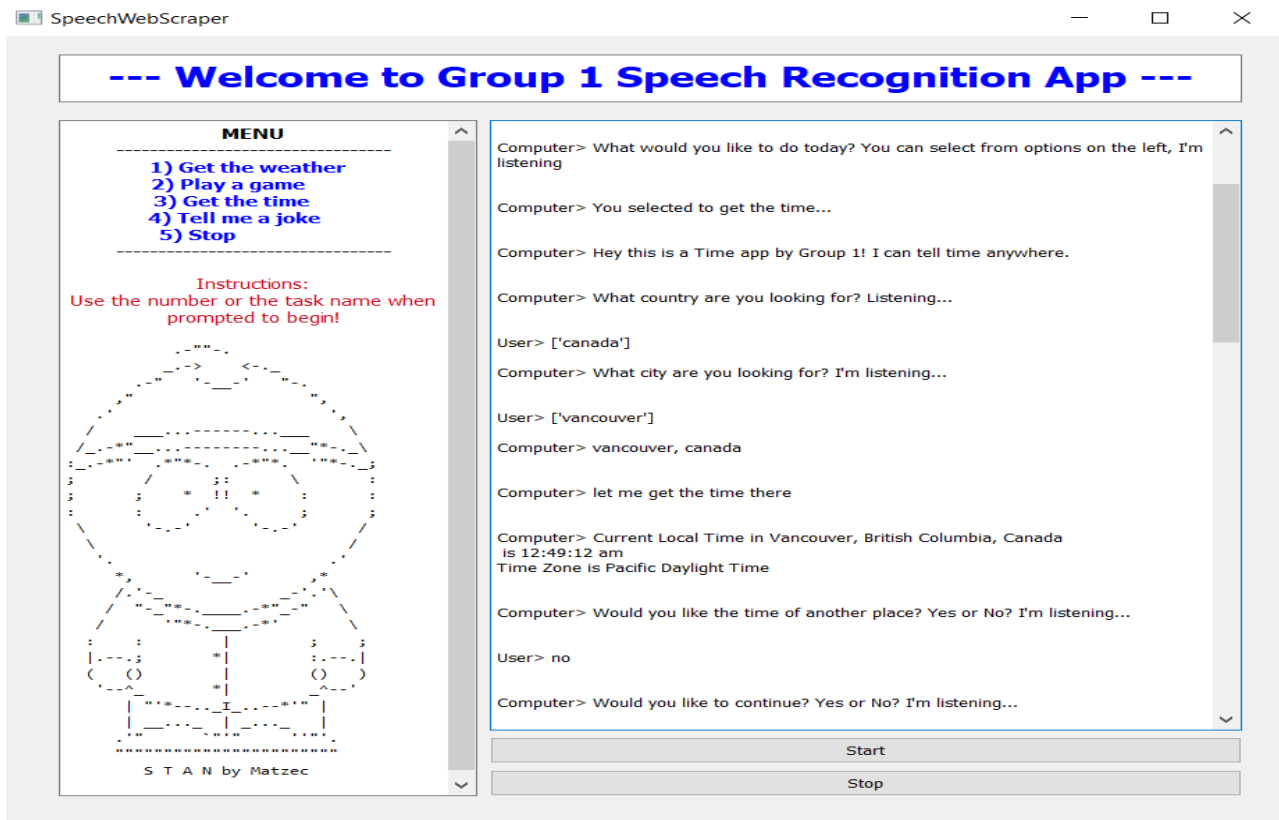 SpeechWebScraper
--- Welcome to Group 1 Speech Recognition App ---
MENU
---------------------------------
1) Get the weather
2) Play a game
3) Get the time
4) Tell me a joke
5) Stop
---------------------------------
Instructions:
Use the number or the task name when
prompted to begin!
S T A N by Matzec
Computer> What would you like to do today? You can select from options on the left, I'm
listening
Computer> You selected to get the time...
Computer> Hey this is a Time app by Group 1! I can tell time anywhere.
Computer> What country are you looking for? Listening...
User> ['canada']
Computer> What city are you looking for? I'm listening...
User> ['vancouver']
Computer> vancouver, canada
Computer> let me get the time there
Computer> Current Local Time in Vancouver, British Columbia, Canada
is 12:49:12 am
Time Zone is Pacific Daylight Time
Computer> Would you like the time of another place? Yes or No? I'm listening...
User> no
Computer> Would you like to continue? Yes or No? I'm listening...
Start
Stop